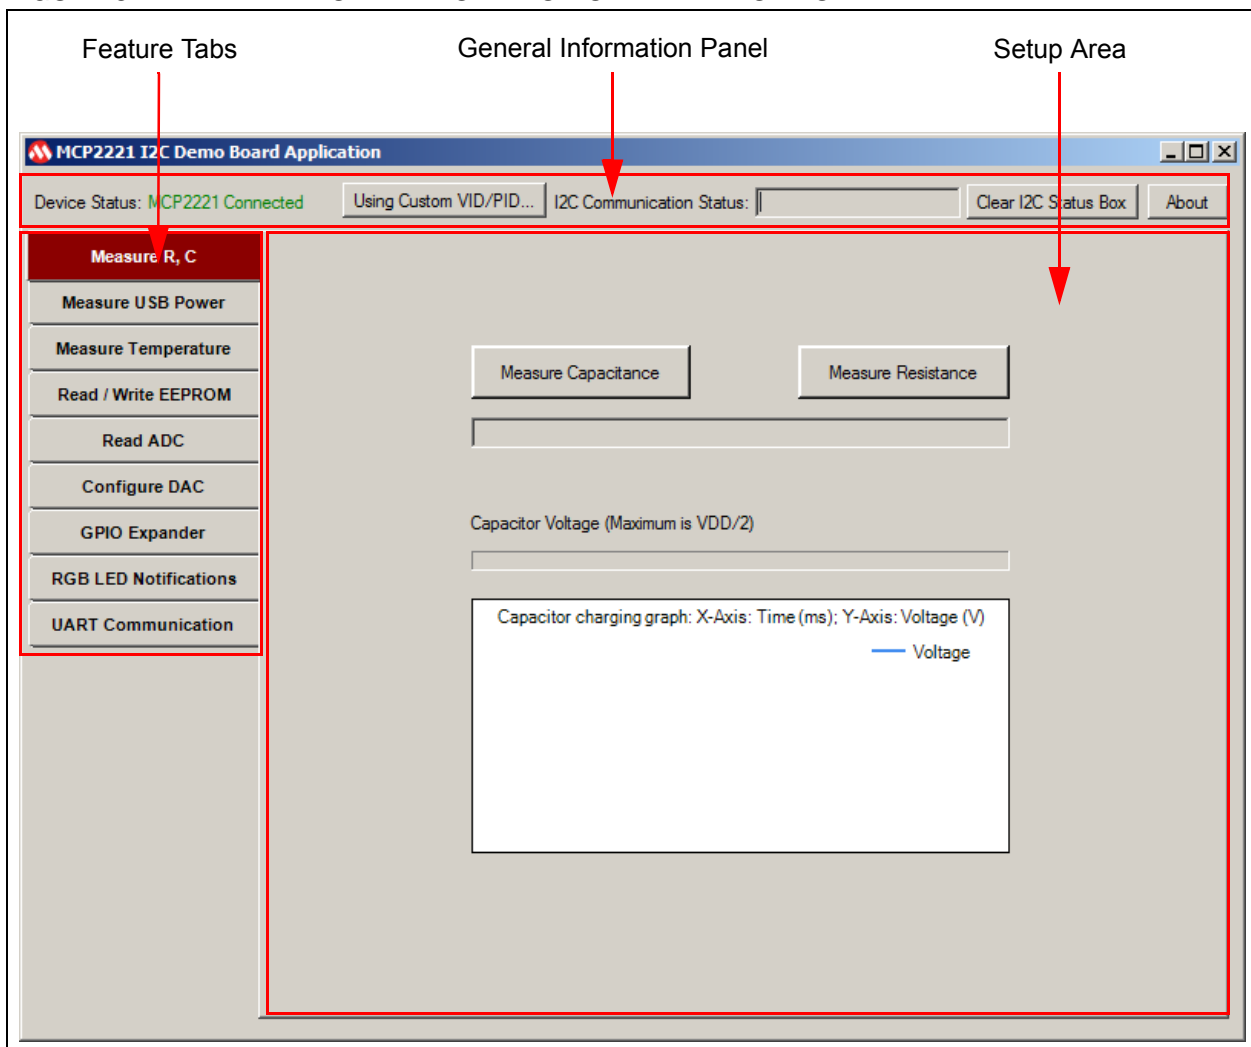 Feature Tabs
General Information Panel
Setup Area
MCP2221 I2C Demo Board Application
Device Status: MCP2221 Connected
Using Custom VID/PID...
I2C Communication Status:
Clear I2C Status Box
About
Measure R, C
Measure USB Power
Measure Temperature
Read / Write EEPROM
Read ADC
Configure DAC
GPIO Expander
RGB LED Notifications
UART Communication
Measure Capacitance
Measure Resistance
Capacitor Voltage (Maximum is VDD/2)
Capacitor charging graph: X-Axis: Time (ms); Y-Axis: Voltage (V)
Voltage